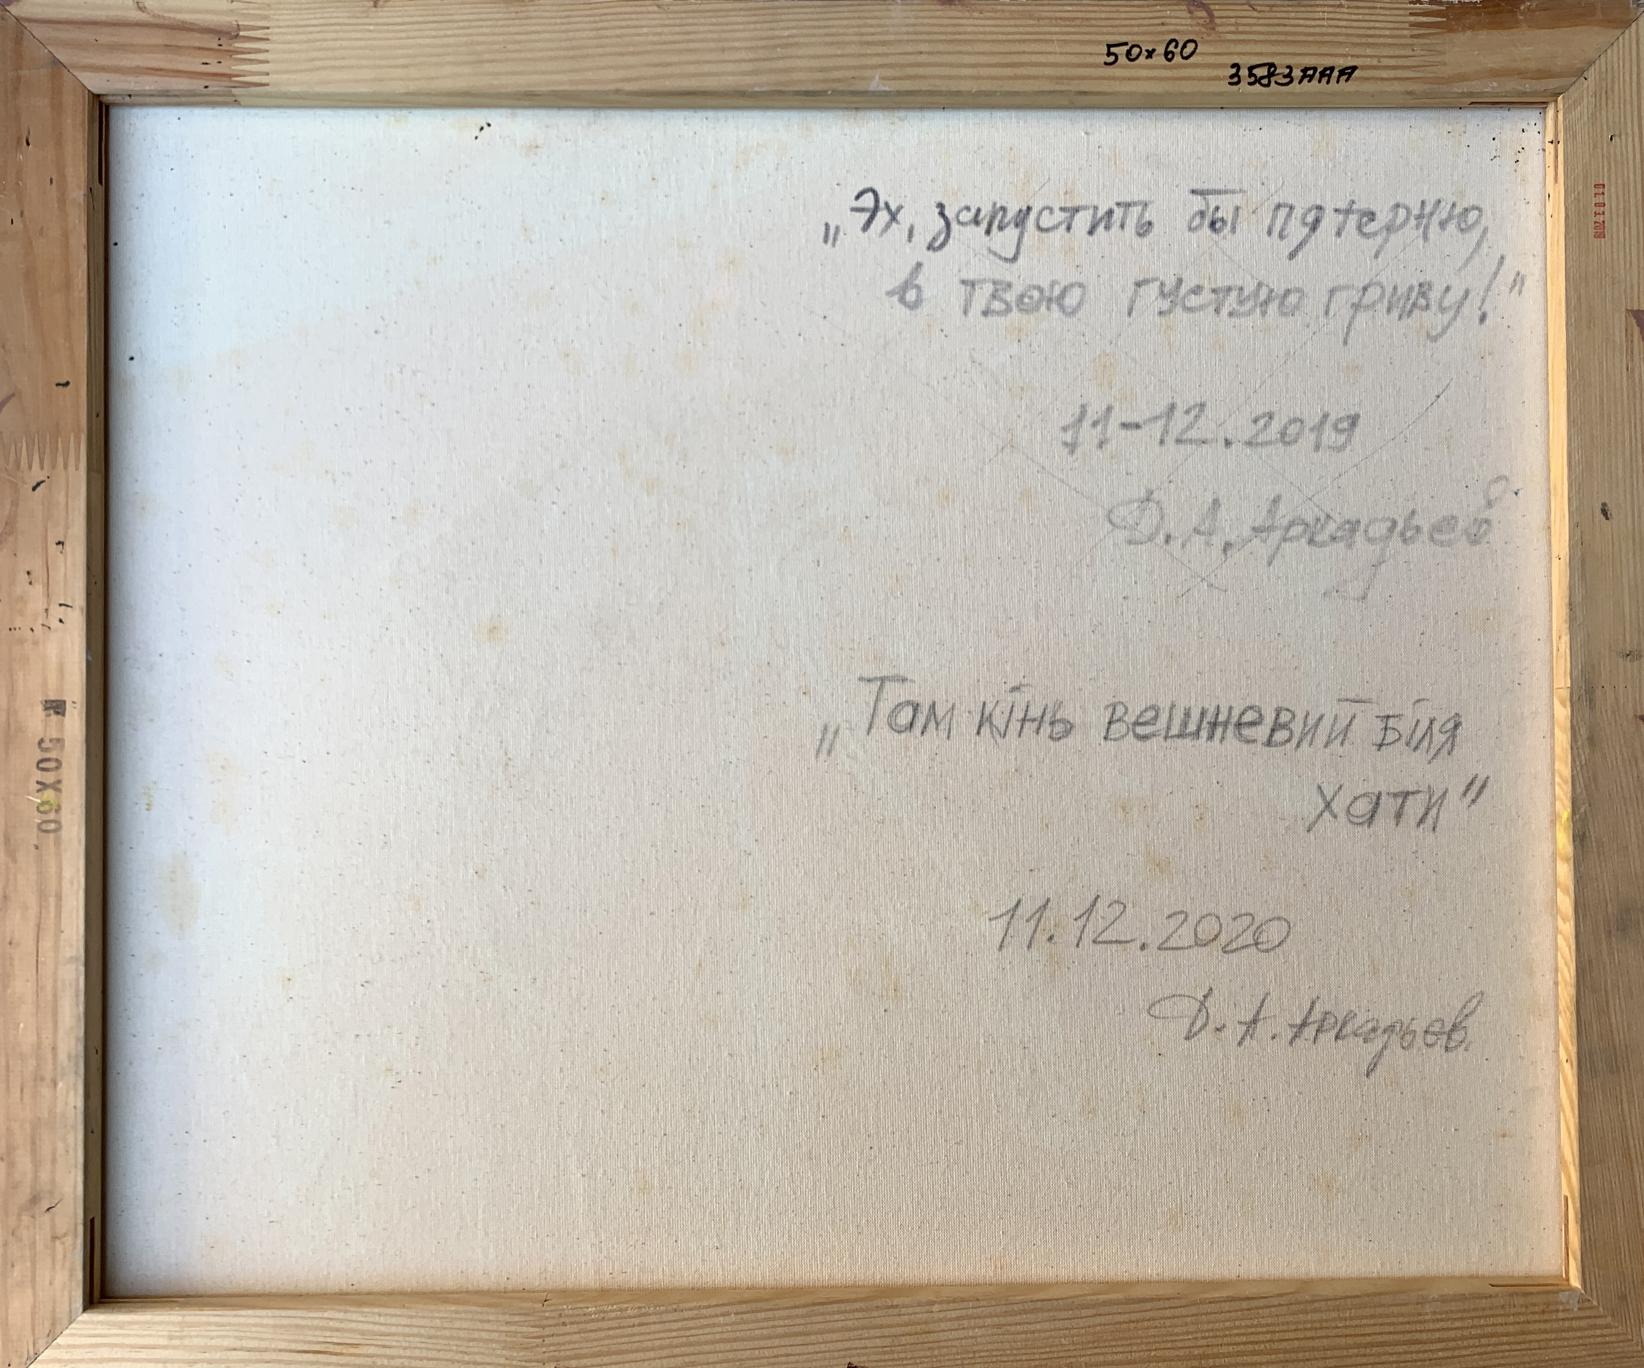 50×60
3583AAA
„Эх, запустить бы пятерню,
в твою густую гриву!"
11-12.2019
Д. А. Аркадьев
„Там кінь вешневий біля
хати"
11.12.2020
Д. А. Аркадьев.
50X60.